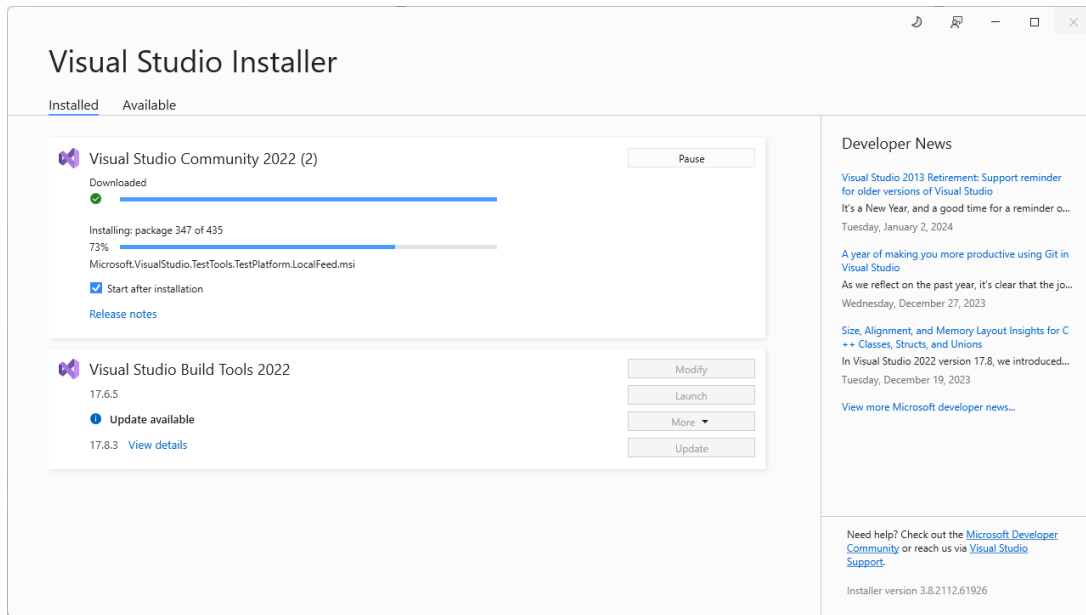 Visual Studio Installer
Installed Available
Visual Studio Community 2022 (2)
Pause
Downloaded
Installing: package 347 of 435
73%
Microsoft.VisualStudio.TestTools.TestPlatform.LocalFeed.msi
Start after installation
Release notes
Visual Studio Build Tools 2022
Modify
17.6.5
Launch
Update available
More
17.8.3 View details
Update
Developer News
Visual Studio 2013 Retirement: Support reminder
for older versions of Visual Studio
It's a New Year, and a good time for a reminder o...
Tuesday, January 2, 2024
A year of making you more productive using Git in
Visual Studio
As we reflect on the past year, it's clear that the jo...
Wednesday, December 27, 2023
Size, Alignment, and Memory Layout Insights for C
++ Classes, Structs, and Unions
In Visual Studio 2022 version 17.8, we introduced...
Tuesday, December 19, 2023
View more Microsoft developer news...
Need help? Check out the Microsoft Developer
Community or reach us via Visual Studio
Support.
Installer version 3.8.2112.61926